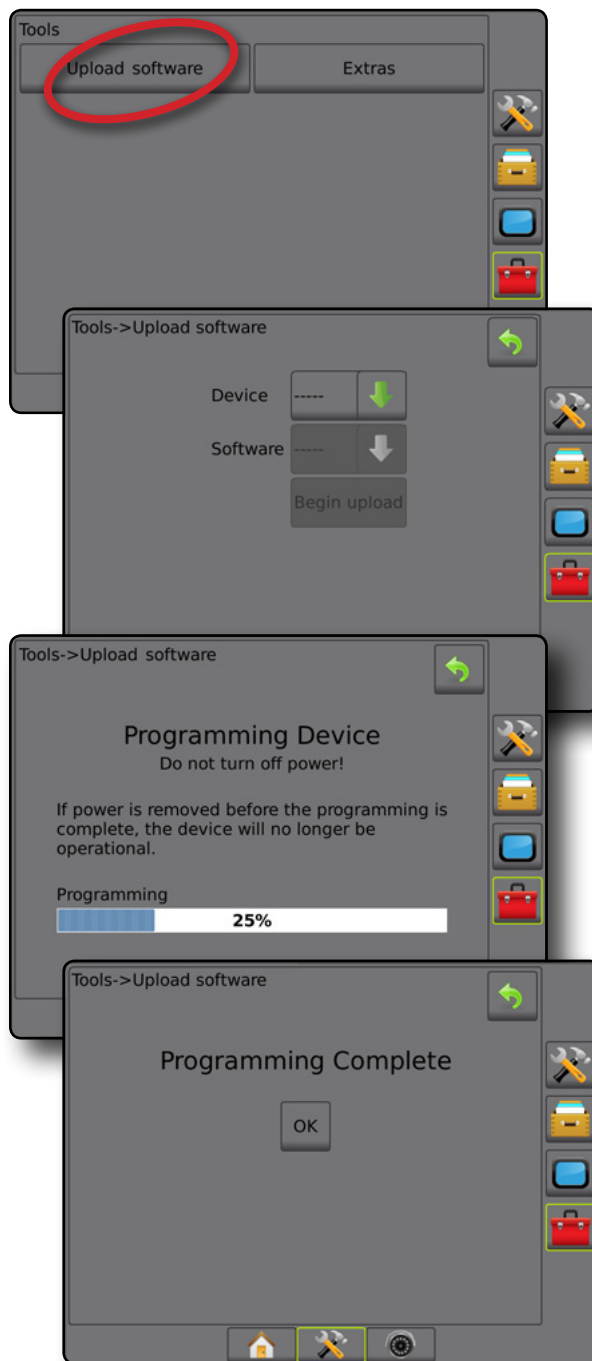 Tools
Upload software Extras
Tools->Upload software
Device -----
Software -----
Begin upload
Tools->Upload software
Programming Device
Do not turn off power!
If power is removed before the programming is
complete, the device will no longer be
operational.
Programming
25%
Tools->Upload software
Programming Complete
OK